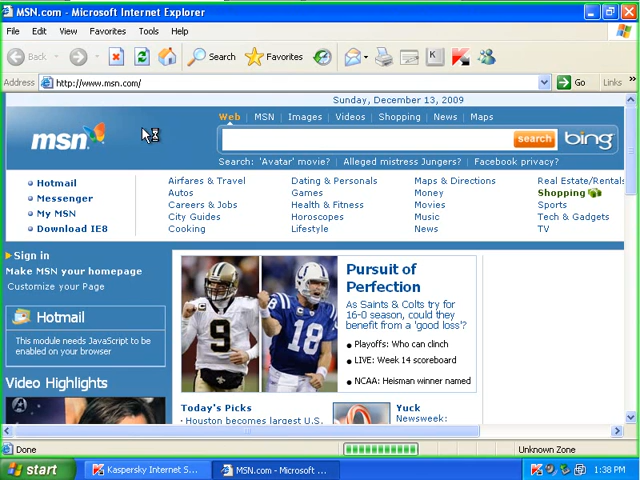 MSN.com - Microsoft Internet Explorer
File Edit View Favorites Tools Help
Back Search Favorites
Address http://www.msn.com/ Go Links
Sunday, December 13, 2009
msn
Web MSN Images Videos Shopping News Maps
search bing
Search: 'Avatar' movie? Alleged mistress Jungers? Facebook privacy?
Hotmail
Messenger
My MSN
Download IE8
Airfares & Travel
Autos
Careers & Jobs
City Guides
Cooking
Dating & Personals
Games
Health & Fitness
Horoscopes
Lifestyle
Maps & Directions
Money
Movies
Music
News
Real Estate/Rentals
Shopping
Sports
Tech & Gadgets
TV
Sign in
Make MSN your homepage
Customize your Page
Hotmail
This module needs JavaScript to be
enabled on your browser
Video Highlights
9
18
Pursuit of
Perfection
As Saints & Colts try for
16-0 season, could they
benefit from a 'good loss'?
Playoffs: Who can clinch
LIVE: Week 14 scoreboard
NCAA: Heisman winner named
Today's Picks
Houston becomes largest U.S.
Yuck
Newsweek:
Done Unknown Zone
start Kaspersky Internet S... MSN.com - Microsoft ... 1:38 PM